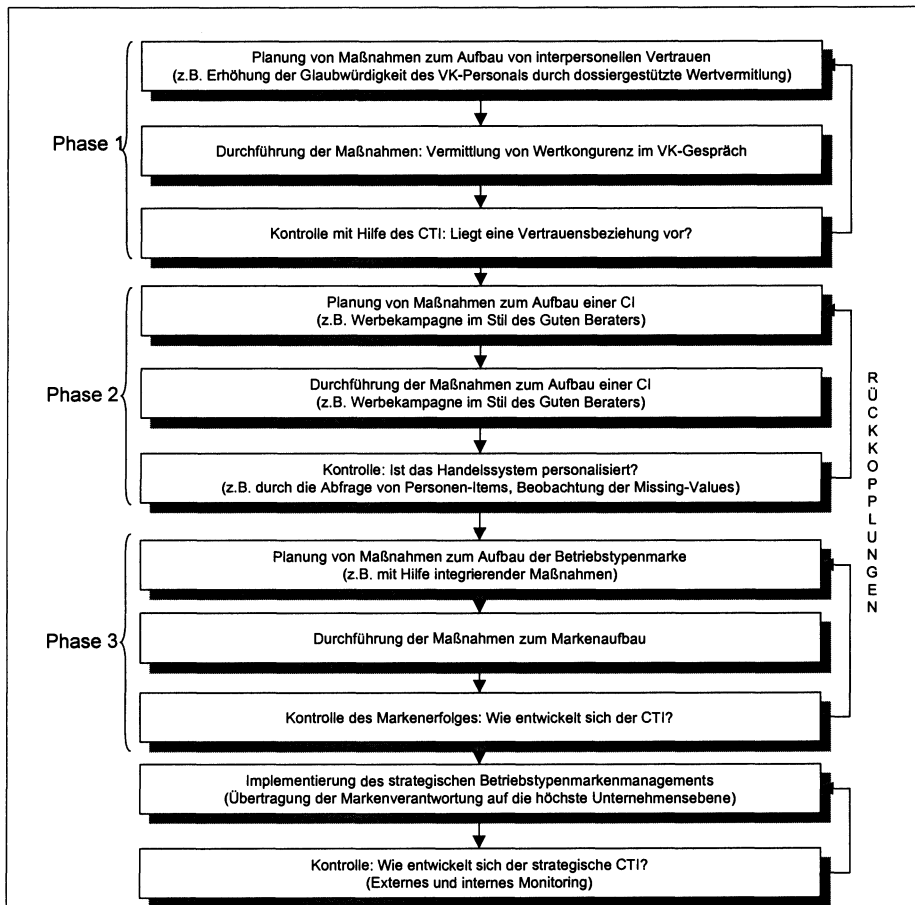 Planung von Maßnahmen zum Aufbau von interpersonellen Vertrauen
(z.B. Erhöhung der Glaubwürdigkeit des VK-Personals durch dossiergestützte Wertvermitlung)
Phase 1
Durchführung der Maßnahmen: Vermittlung von Wertkongurenz im VK-Gespräch
Kontrolle mit Hilfe des CTI: Liegt eine Vertrauensbeziehung vor?
Planung von Maßnahmen zum Aufbau einer CI
(z.B. Werbekampagne im Stil des Guten Beraters)
Phase 2
Durchführung der Maßnahmen zum Aufbau einer CI
(z.B. Werbekampagne im Stil des Guten Beraters)
Kontrolle: Ist das Handelssystem personalisiert?
(z.B. durch die Abfrage von Personen-Items, Beobachtung der Missing-Values)
RÜCKKOPPLUNGEN
Planung von Maßnahmen zum Aufbau der Betriebstypenmarke
(z.B. mit Hilfe integrierender Maßnahmen)
Phase 3
Durchführung der Maßnahmen zum Markenaufbau
Kontrolle des Markenerfolges: Wie entwickelt sich der CTI?
Implementierung des strategischen Betriebstypenmarkenmanagements
(Übertragung der Markenverantwortung auf die höchste Unternehmensebene)
Kontrolle: Wie entwickelt sich der strategische CTI?
(Externes und internes Monitoring)